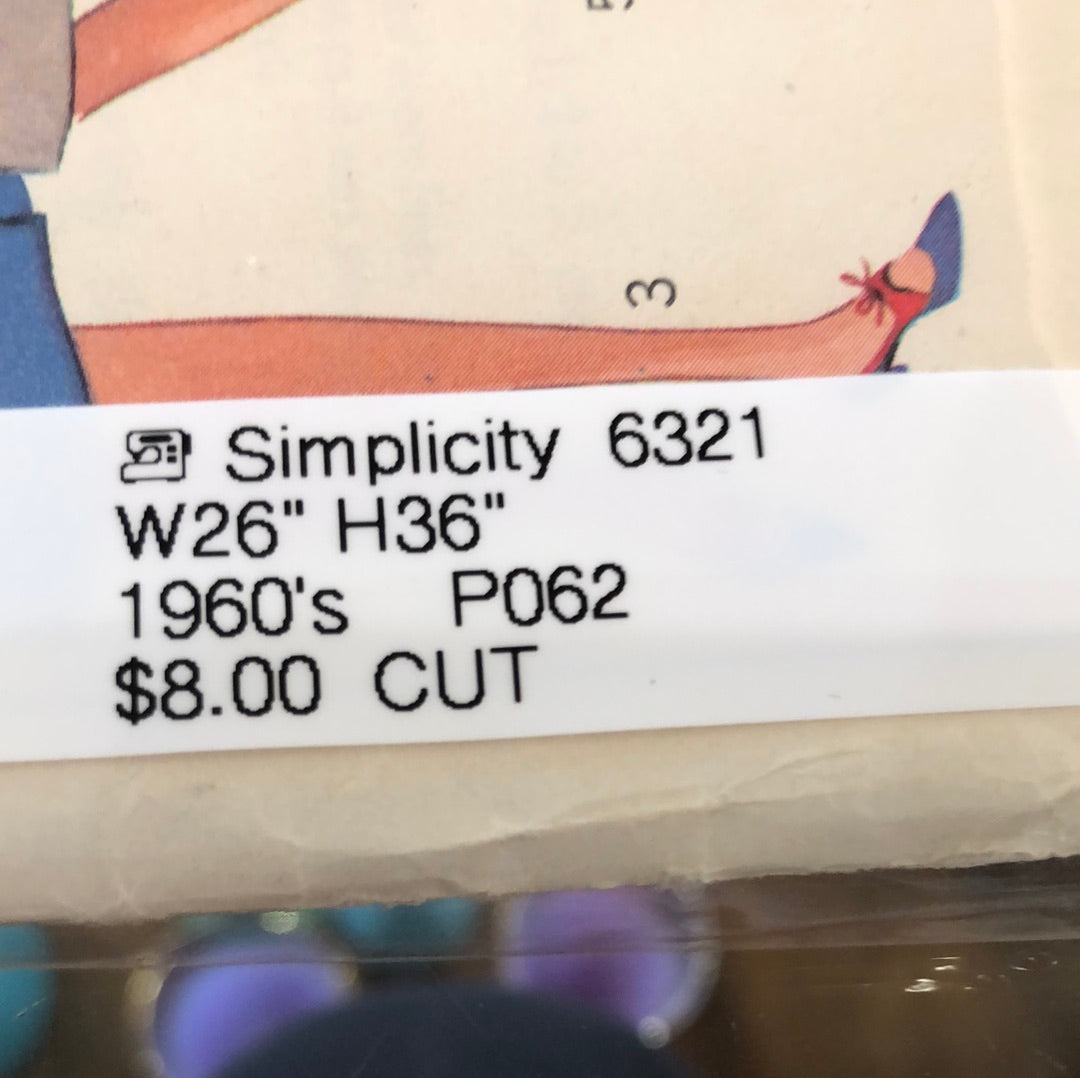 3
Simplicity 6321
W26" H36"
1960's P062
$8.00 CUT